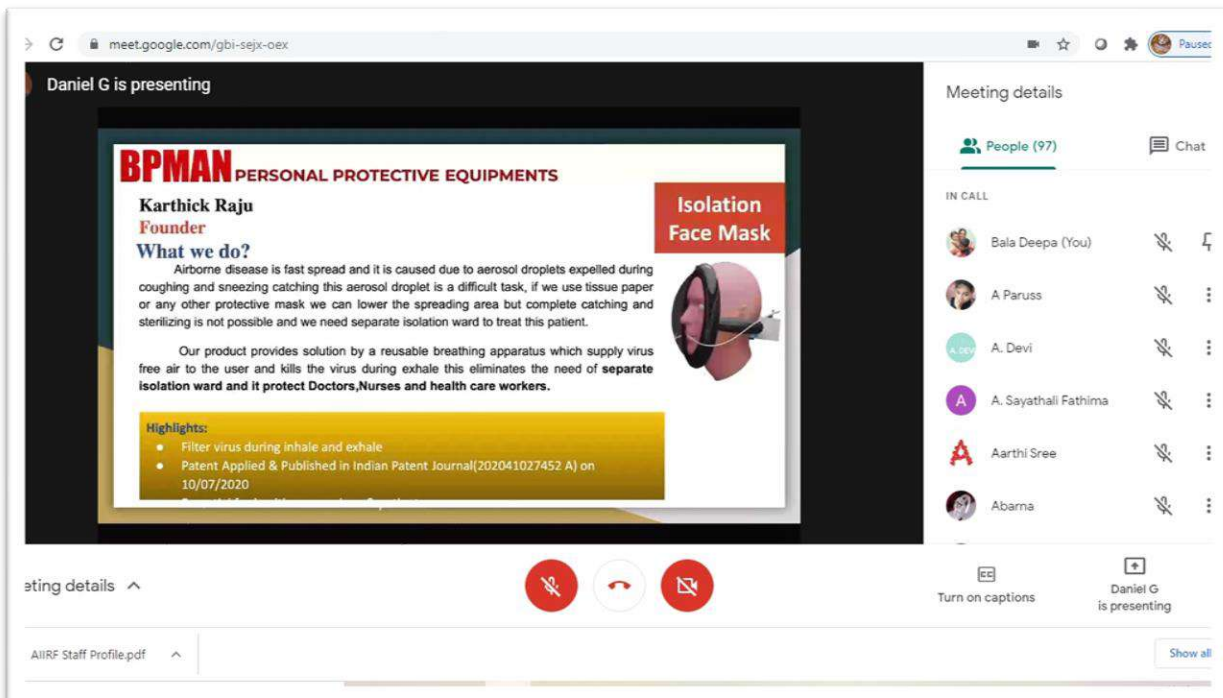 meet.google.com/gbi-sejx-oex
Paused
Daniel G is presenting
BPMAN PERSONAL PROTECTIVE EQUIPMENTS
Karthick Raju
Founder
What we do?
Airborne disease is fast spread and it is caused due to aerosol droplets expelled during
coughing and sneezing catching this aerosol droplet is a difficult task, if we use tissue paper
or any other protective mask we can lower the spreading area but complete catching and
sterilizing is not possible and we need separate isolation ward to treat this patient.
Our product provides solution by a reusable breathing apparatus which supply virus
free air to the user and kills the virus during exhale this eliminates the need of separate
isolation ward and it protect Doctors,Nurses and health care workers.
Isolation
Face Mask
Highlights:
● Filter virus during inhale and exhale
● Patent Applied & Published in Indian Patent Journal(202041027452 A) on
10/07/2020
Meeting details
People (97)
Chat
IN CALL
Bala Deepa (You)
A Paruss
A. DEVI
A. Devi
A
A. Sayathali Fathima
Aarthi Sree
Abarna
eting details
CC
Turn on captions
Daniel G
is presenting
AIIRF Staff Profile.pdf
Show all